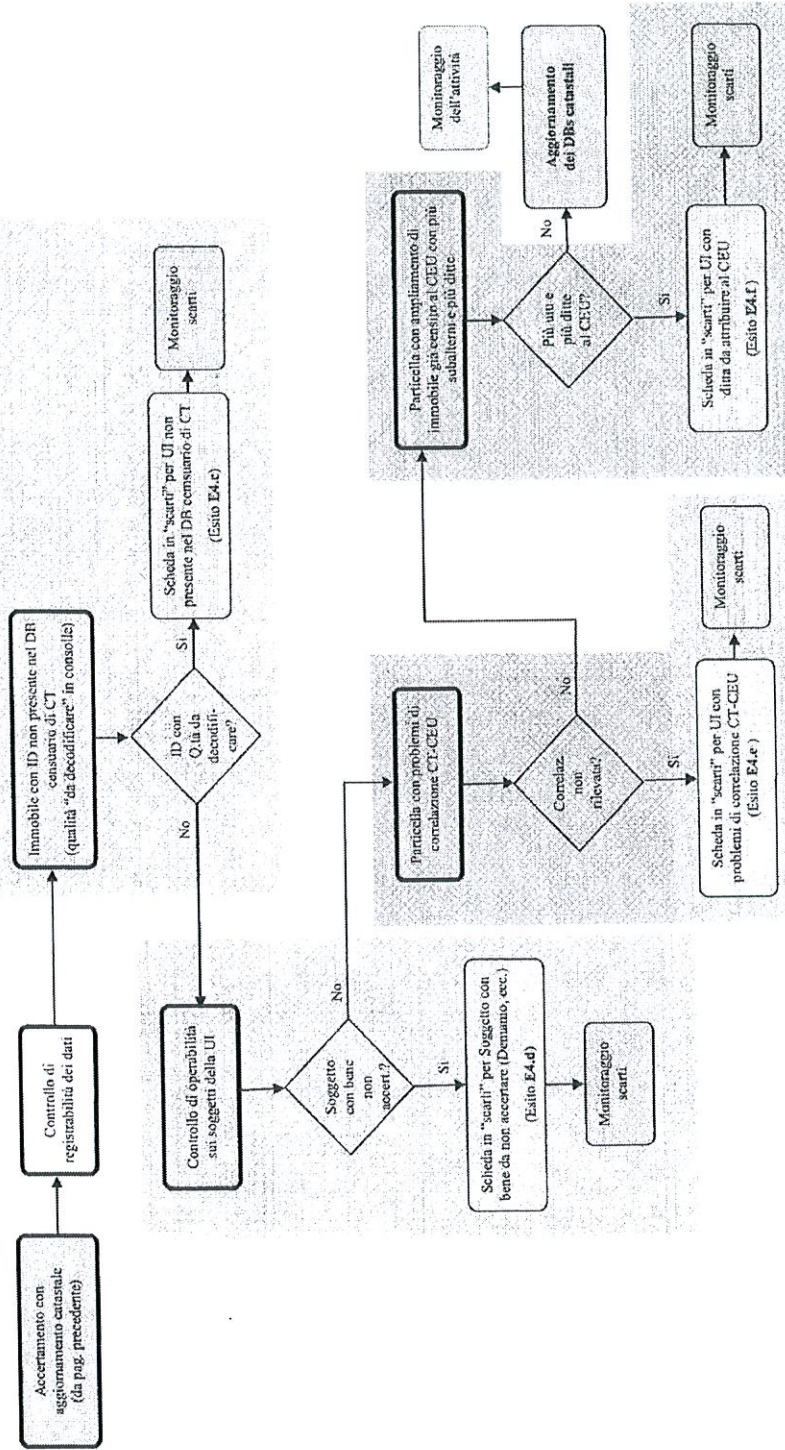 Accertamento con
aggiornamento catastale
(da pag. precedente)
Controllo di
registrabilità dei dati
Immobile con ID non presente nel DB
censuario di CT
(qualità "da decodificare" in consolle)
ID con
Q.tà da
decodifi-
care?
Si
Scheda in "scarti" per UI non
presente nel DB censuario di CT
(Esito E4.c)
Monitoraggio
scarti
No
Controllo di operabilità
sui soggetti della UI
Soggetto
con bene
non
accert.?
Si
Scheda in "scarti" per Soggetto con
bene da non accertare (Demanio, ecc.)
(Esito E4.d)
Monitoraggio
scarti
No
Particella con problemi di
correlazione CT-CEU
Correlaz.
non
rilevata?
Si
Scheda in "scarti" per UI con
problemi di correlazione CT-CEU
(Esito E4.e )
Monitoraggio
scarti
No
Particella con ampliamento di
immobile già censito al CEU con più
subalterni e più ditte
Più uiu e
più ditte
al CEU?
No
Aggiornamento
dei DBs catastali
Monitoraggio
dell'attività
Si
Scheda in "scarti" per UI con
ditta da attribuire al CEU
(Esito E4.f)
Monitoraggio
scarti